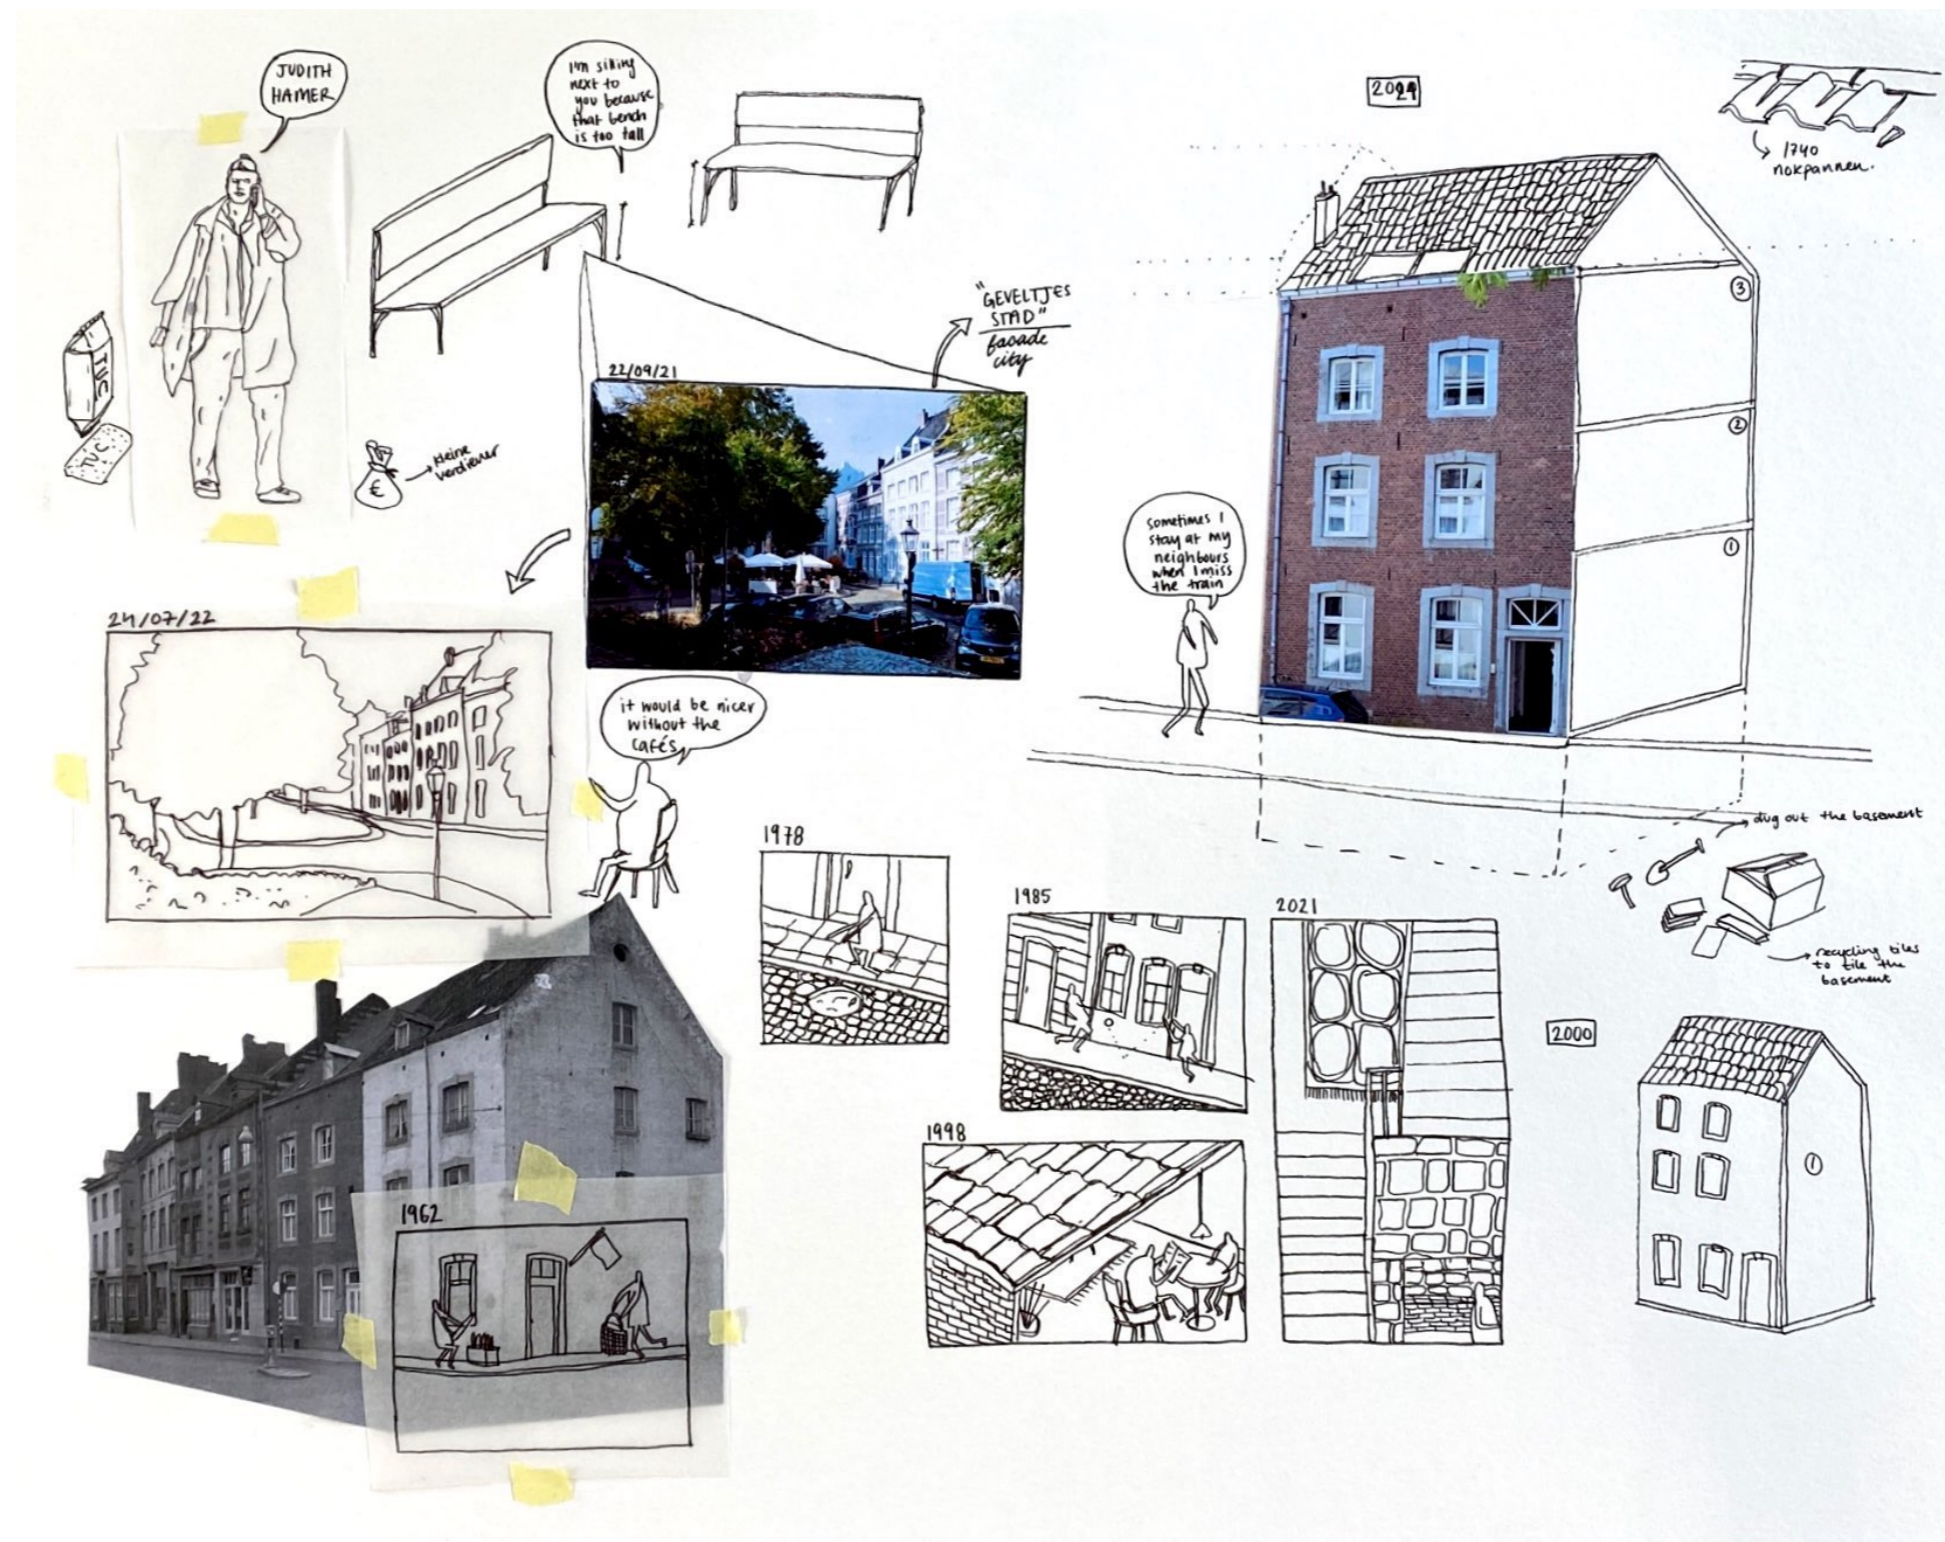 JUDITH
HAMER
I'm sitting
next to
you because
that bench
is too tall
2024
1740
nokpannen.
"GEVELTJES
STAD"
facade
city
22/09/21
TUC
TUC
€
kleine
verdiener
3
2
1
sometimes I
stay at my
neighbours
when I miss
the train
24/07/22
it would be nicer
without the
cafés
dug out the basement
1978
1985
2021
recycling tiles
to tile the
basement
2000
1998
1
1962